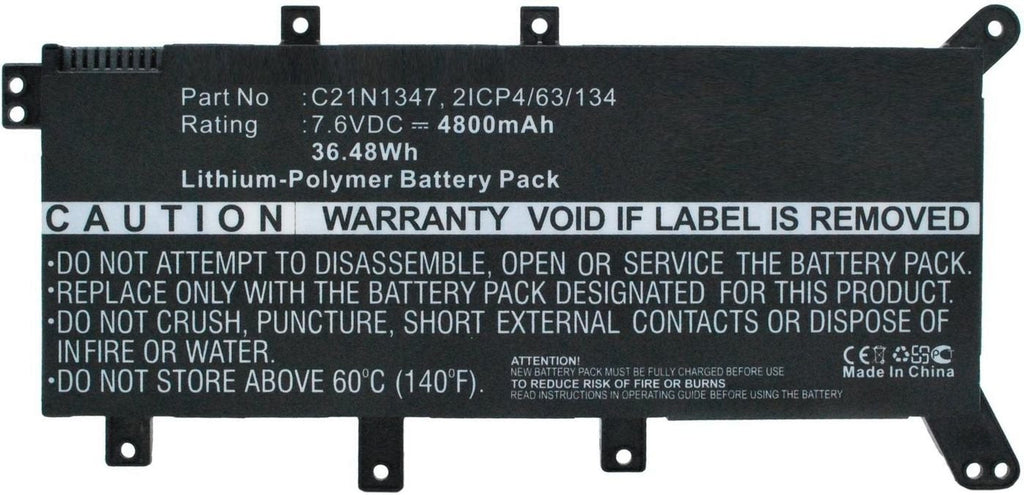 Part No :C21N1347, 2ICP4/63/134
Rating :7.6VDC ⎓ 4800mAh
36.48Wh
Lithium-Polymer Battery Pack
CAUTION WARRANTY VOID IF LABEL IS REMOVED
·DO NOT ATTEMPT TO DISASSEMBLE, OPEN OR SERVICE THE BATTERY PACK.
·REPLACE ONLY WITH THE BATTERY PACK DESIGNATED FOR THIS PRODUCT.
·DO NOT CRUSH, PUNCTURE, SHORT EXTERNAL CONTACTS OR DISPOSE OF
INFIRE OR WATER.
·DO NOT STORE ABOVE 60°C (140°F).
ATTENTION!
NEW BATTERY PACK MUST BE FULLY CHARGED BEFORE USE
TO REDUCE RISK OF FIRE OR BURNS
READ INSTRUCTIONS IN OPERATING GUIDE BEFORE USING THE BATTERY
CE
Made In China